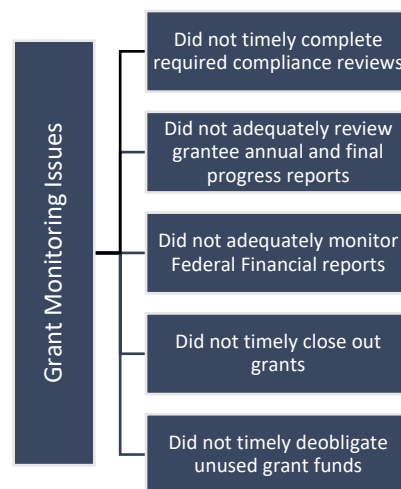 Grant Monitoring Issues
Did not timely complete
required compliance reviews
Did not adequately review
grantee annual and final
progress reports
Did not adequately monitor
Federal Financial reports
Did not timely close out
grants
Did not timely deobligate
unused grant funds